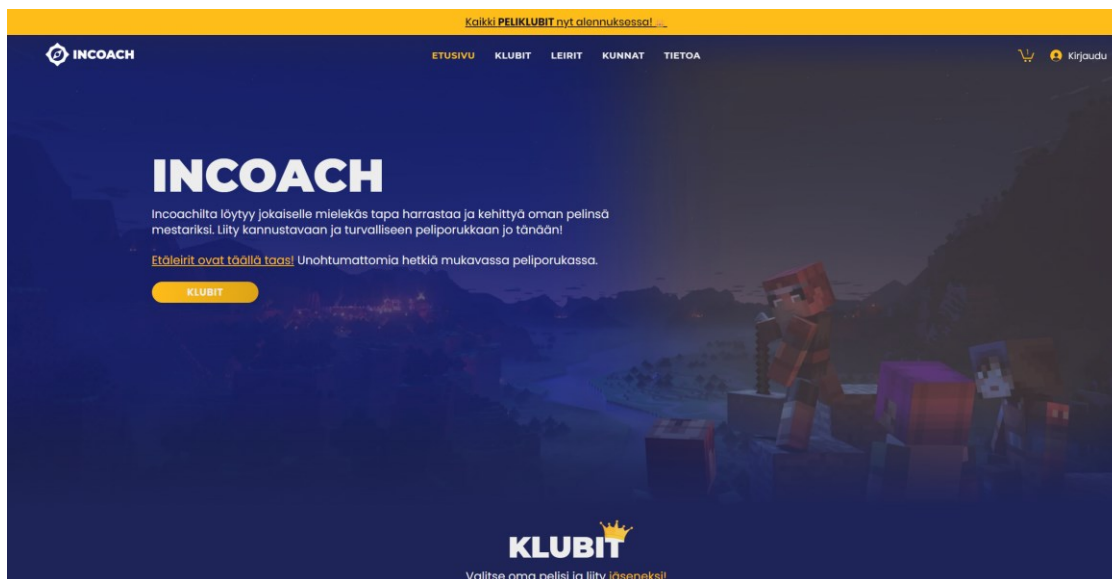 Kaikki PELIKLUBIT nyt alennuksessa!
INCOACH
ETUSIVU KLUBIT LEIRIT KUNNAT TIETOA
Kirjaudu
INCOACH
Incoachilta löytyy jokaiselle mielekäs tapa harrastaa ja kehittyä oman pelinsä
mestariksi. Liity kannustavaan ja turvalliseen peliporukkaan jo tänään!
Etäleirit ovat täällä taas! Unohtumattomia hetkiä mukavassa peliporukassa.
KLUBIT
KLUBIT
Valitse oma pelisi ja liity jäseneksi!